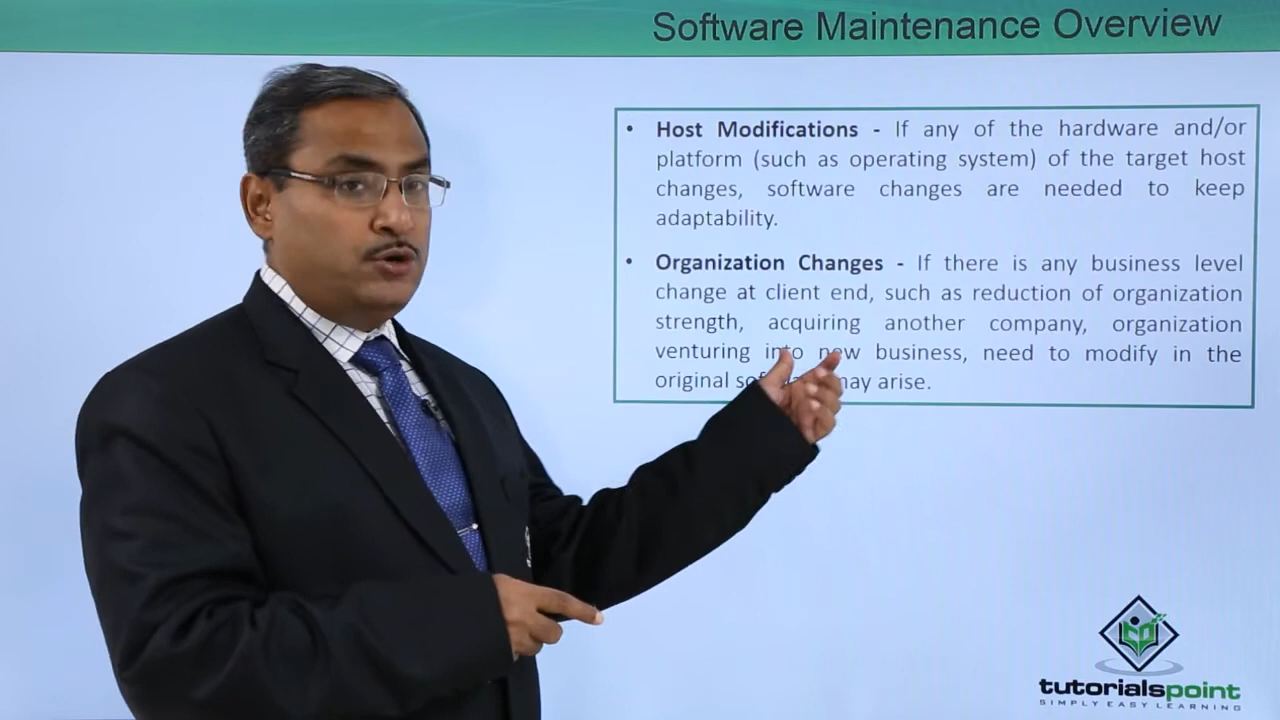 Software Maintenance Overview
• Host Modifications - If any of the hardware and/or
platform (such as operating system) of the target host
changes, software changes are needed to keep
adaptability.
• Organization Changes - If there is any business level
change at client end, such as reduction of organization
strength, acquiring another company, organization
venturing into new business, need to modify in the
original may arise.
tutorialspoint
SIMPLY EASY LEARNING